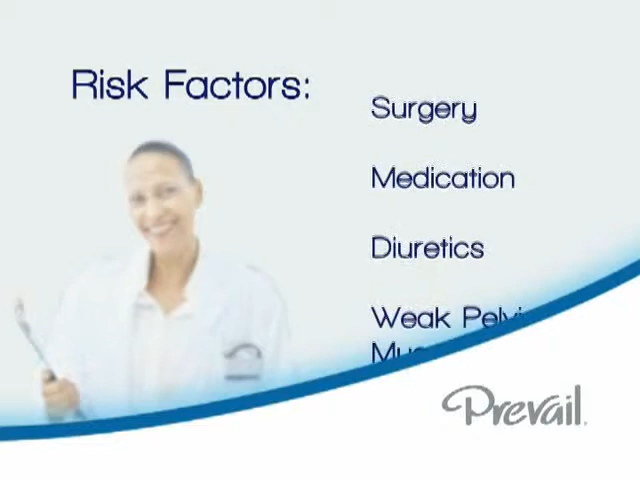 Risk Factors:
Surgery
Medication
Diuretics
Weak
Prevail